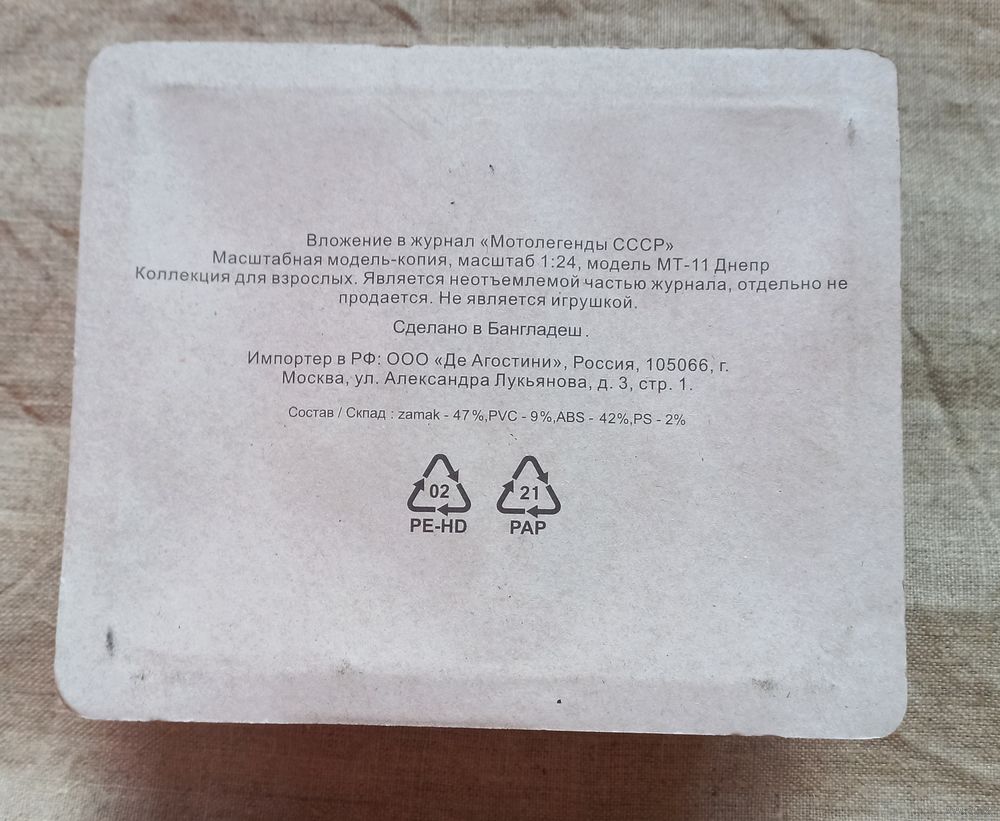 Вложение в журнал «Мотолегенды СССР»
Масштабная модель-копия, масштаб 1:24, модель МТ-11 Днепр
Коллекция для взрослых. Является неотъемлемой частью журнала, отдельно не
продается. Не является игрушкой.
Сделано в Бангладеш.
Импортер в РФ: ООО «Де Агостини», Россия, 105066, г.
Москва, ул. Александра Лукьянова, д. 3, стр. 1.
Состав / Склад : zamak - 47%,PVC - 9%,ABS - 42%,PS - 2%
02 21
PE-HD PAP